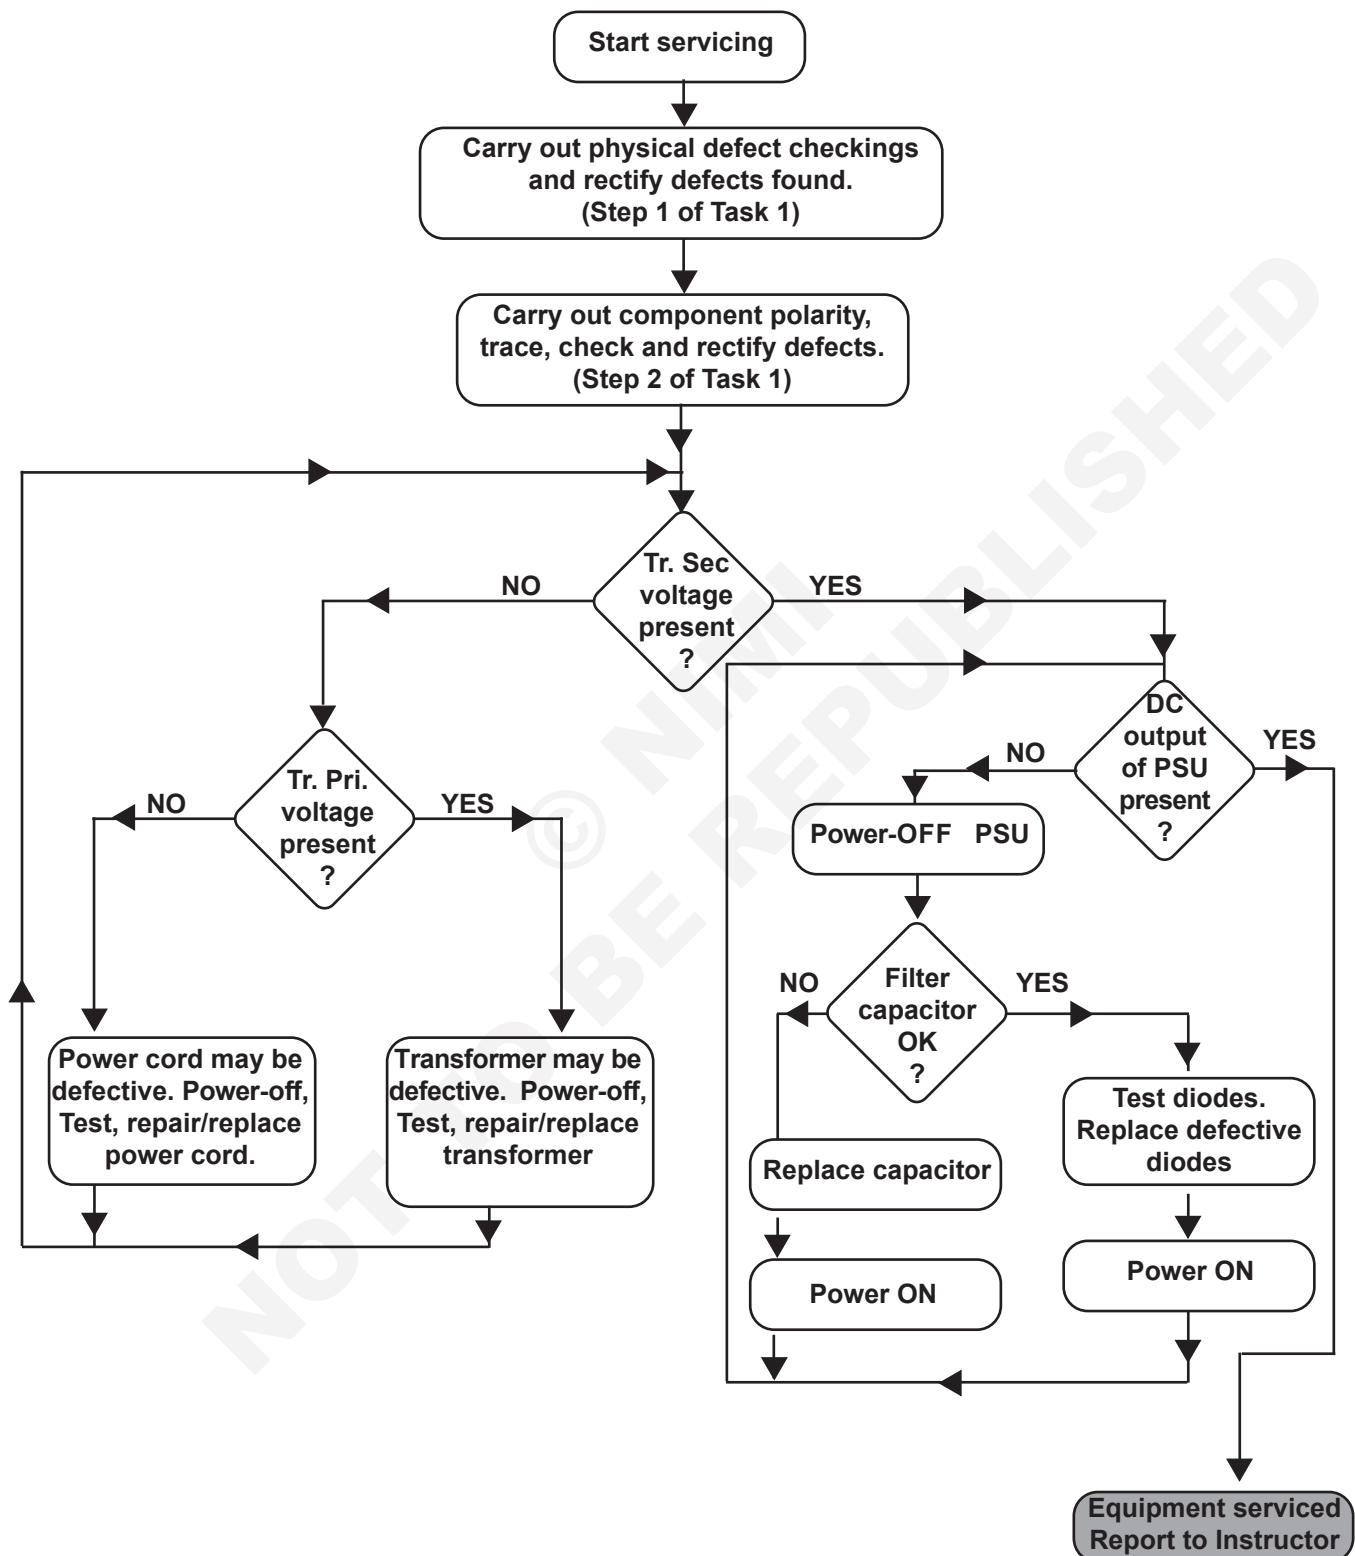 Start servicing
Carry out physical defect checkings
and rectify defects found.
(Step 1 of Task 1)
Carry out component polarity,
trace, check and rectify defects.
(Step 2 of Task 1)
Tr. Sec
voltage
present
?
NO
YES
Tr. Pri.
voltage
present
?
NO
YES
Power cord may be
defective. Power-off,
Test, repair/replace
power cord.
Transformer may be
defective. Power-off,
Test, repair/replace
transformer
DC
output
of PSU
present
?
NO
YES
Power-OFF PSU
Filter
capacitor
OK
?
NO
YES
Replace capacitor
Power ON
Test diodes.
Replace defective
diodes
Power ON
Equipment serviced
Report to Instructor
© NIMI
NOT TO BE REPUBLISHED